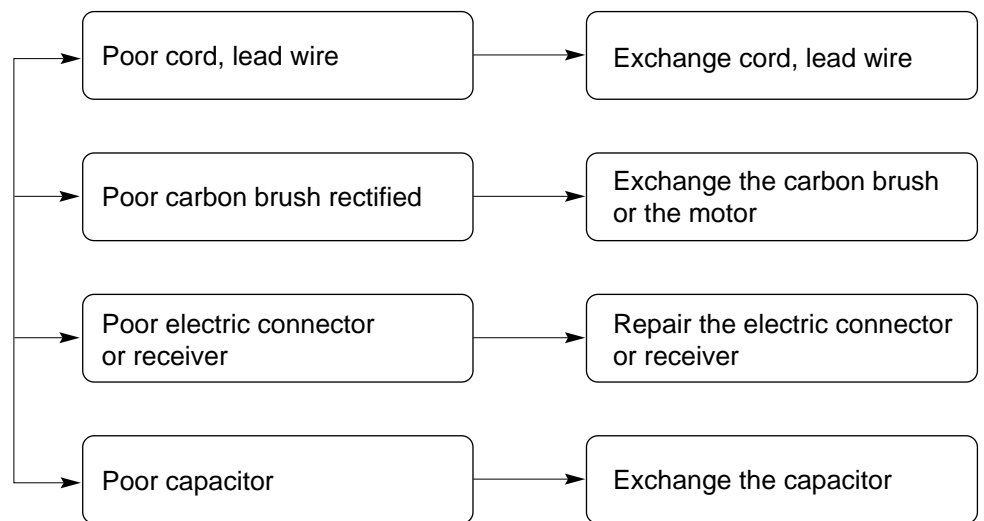 Poor cord, lead wire
Exchange cord, lead wire
Poor carbon brush rectified
Exchange the carbon brush
or the motor
Poor electric connector
or receiver
Repair the electric connector
or receiver
Poor capacitor
Exchange the capacitor